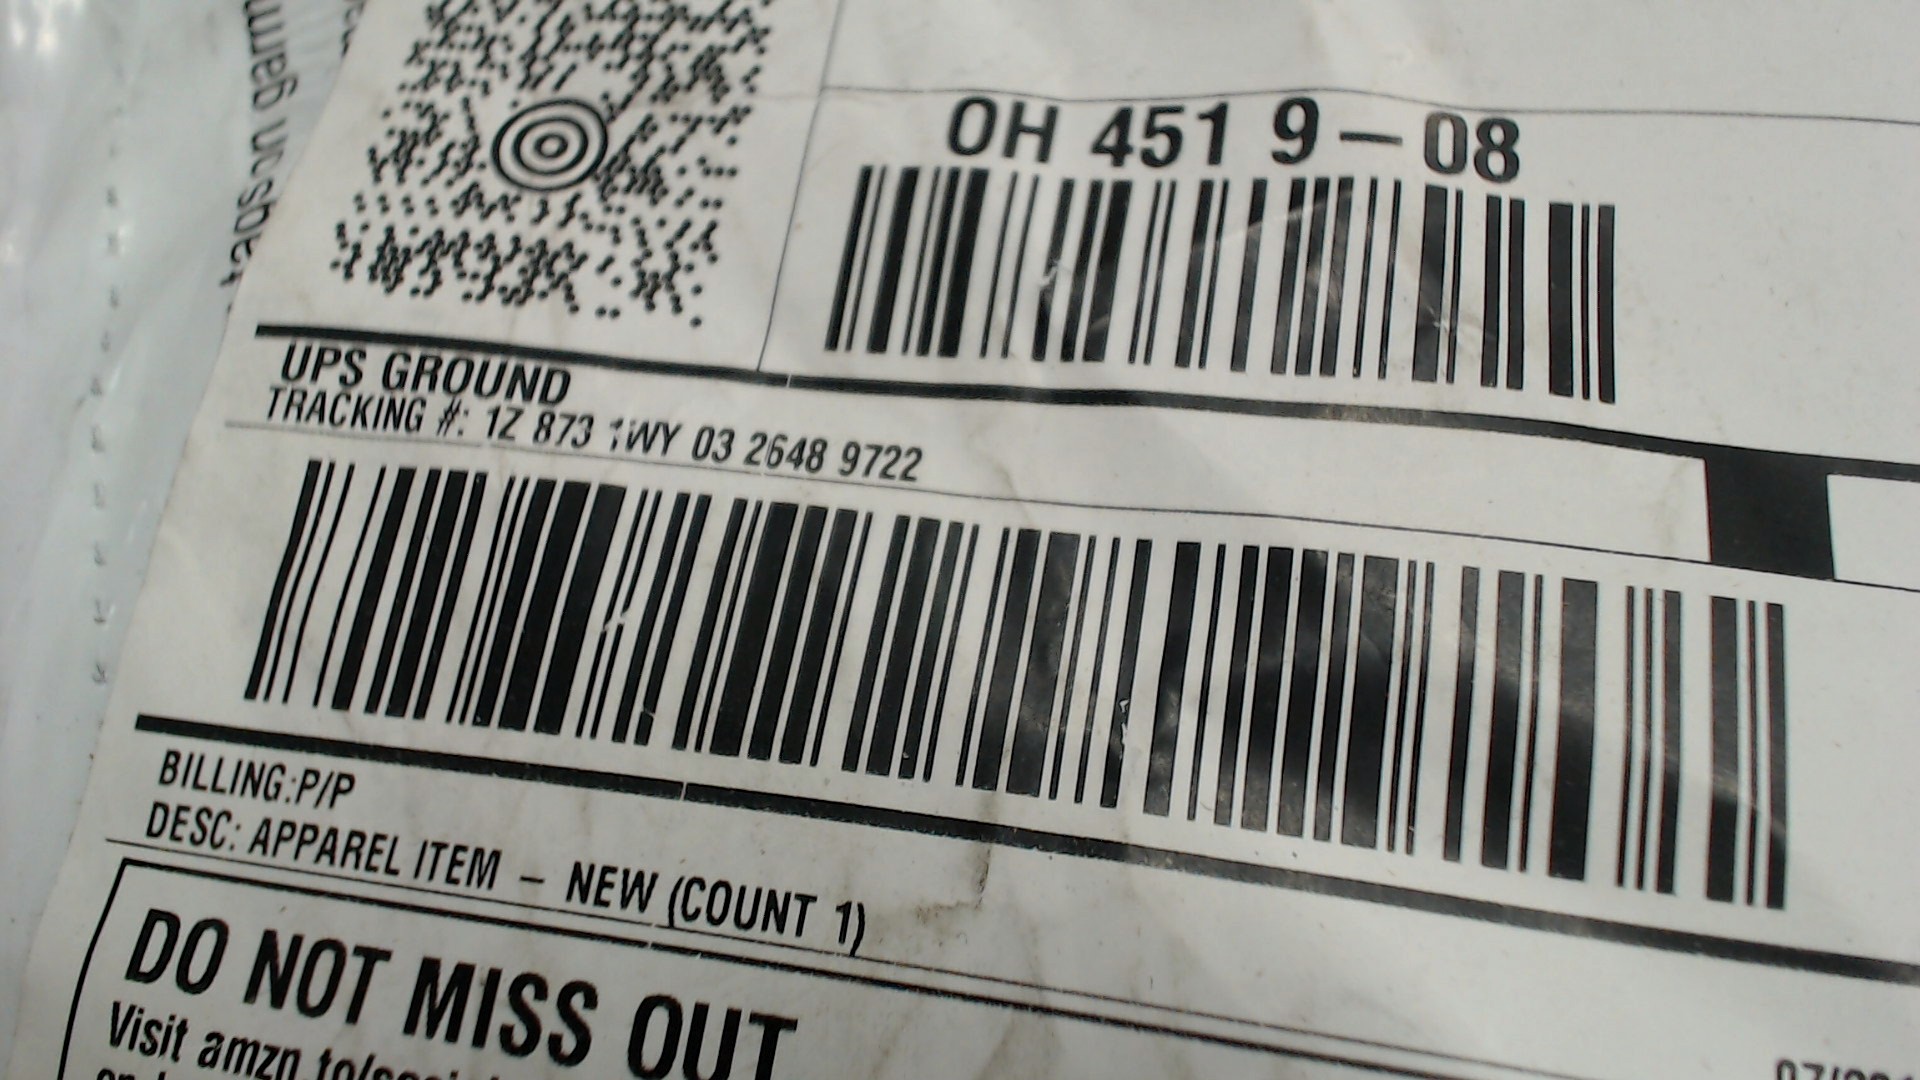 OH 451 9-08
UPS GROUND
TRACKING #: 1Z 873 1WY 03 2648 9722
BILLING:P/P
DESC: APPAREL ITEM - NEW (COUNT 1)
DO NOT MISS OUT
Visit